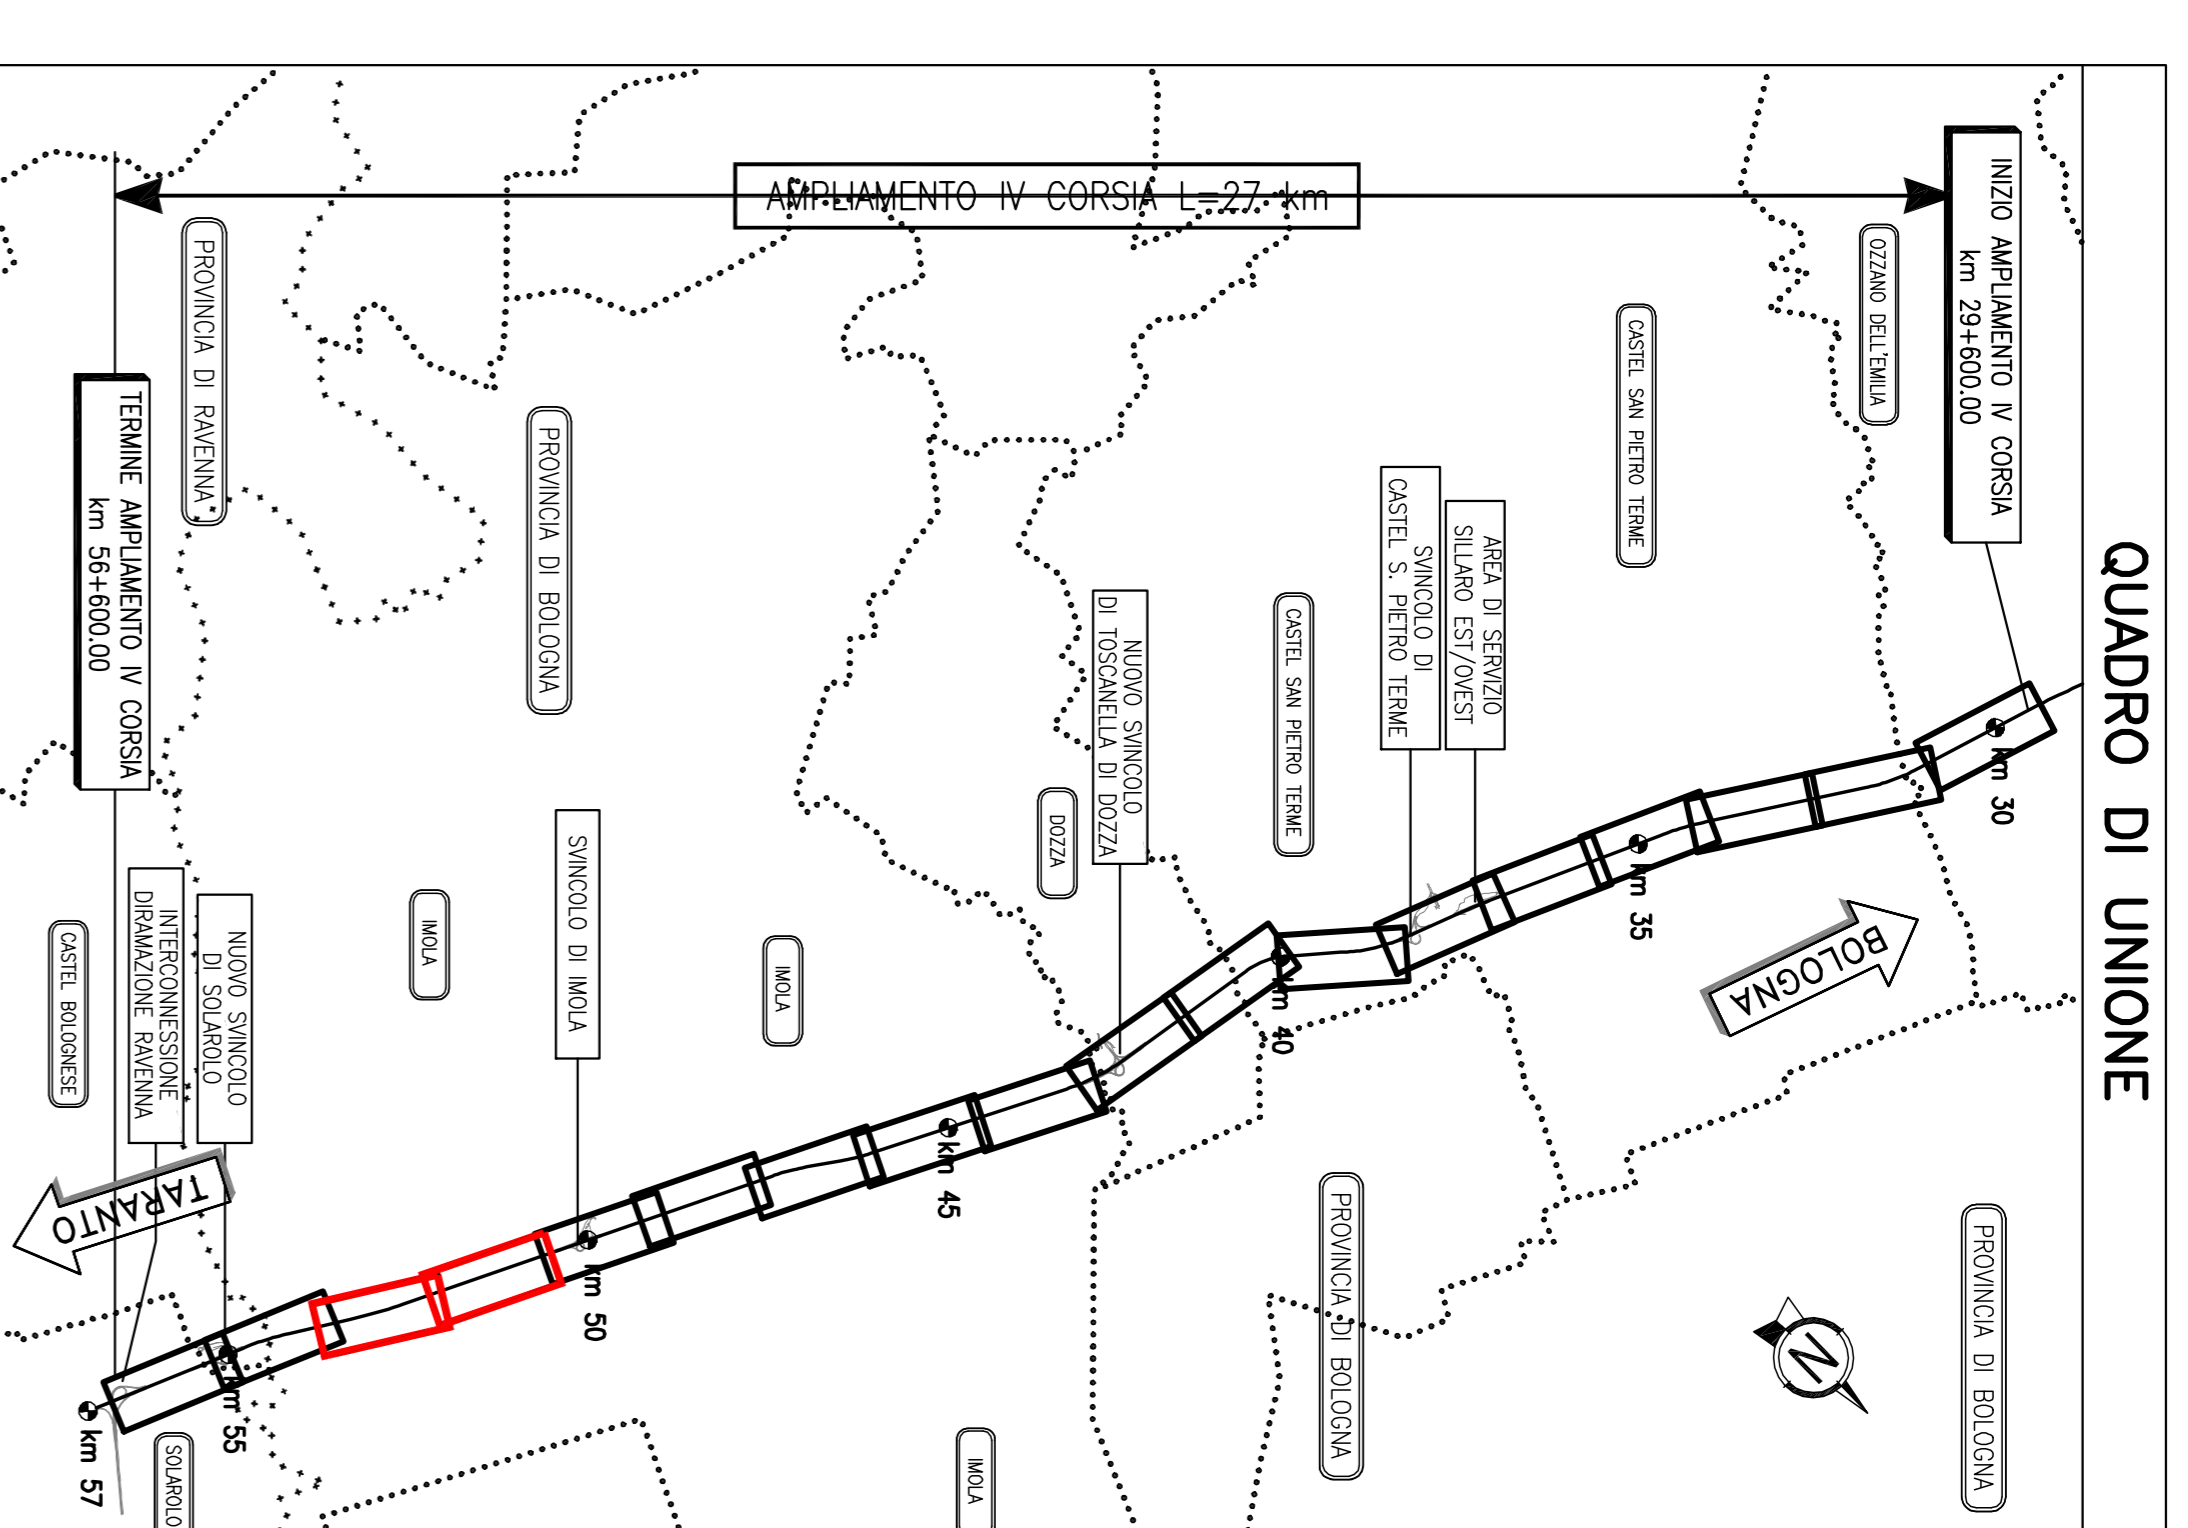 QUADRO DI UNIONE
INIZIO AMPLIAMENTO IV CORSIA
km 29+600.00
AMPLIAMENTO IV CORSIA L=27 km
TERMINE AMPLIAMENTO IV CORSIA
km 56+600.00
OZZANO DELL'EMILIA
CASTEL SAN PIETRO TERME
AREA DI SERVIZIO
SILLARO EST/OVEST
SVINCOLO DI
CASTEL S. PIETRO TERME
CASTEL SAN PIETRO TERME
NUOVO SVINCOLO
DI TOSCANELLA DI DOZZA
DOZZA
IMOLA
SVINCOLO DI IMOLA
PROVINCIA DI BOLOGNA
IMOLA
PROVINCIA DI RAVENNA
NUOVO SVINCOLO
DI SOLAROLO
INTERCONNESSIONE
DIRAMAZIONE RAVENNA
CASTEL BOLOGNESE
km 30
km 35
km 40
km 45
km 50
km 55
km 57
BOLOGNA
TARANTO
PROVINCIA DI BOLOGNA
PROVINCIA DI BOLOGNA
N
IMOLA
SOLAROLO